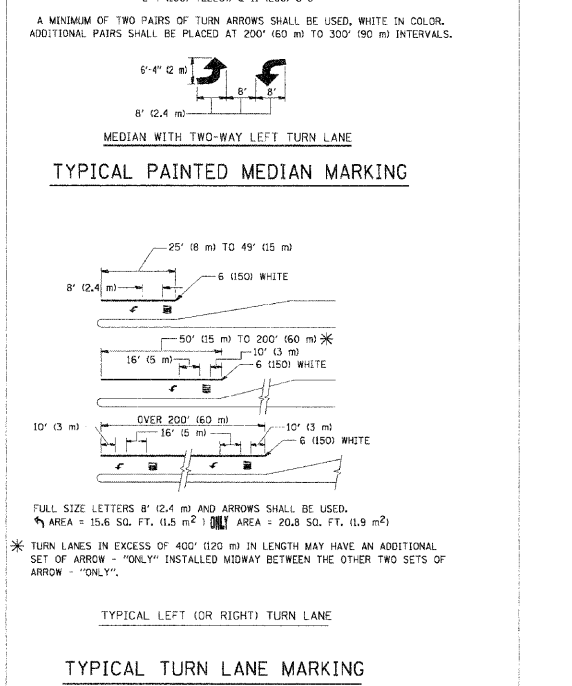 A MINIMUM OF TWO PAIRS OF TURN ARROWS SHALL BE USED, WHITE IN COLOR.
ADDITIONAL PAIRS SHALL BE PLACED AT 200' (60 m) TO 300' (90 m) INTERVALS.
6'-4" (2 m)
8' 8'
8' (2.4 m)
MEDIAN WITH TWO-WAY LEFT TURN LANE
TYPICAL PAINTED MEDIAN MARKING
25' (8 m) TO 49' (15 m)
6 (150) WHITE
8' (2.4 m)
50' (15 m) TO 200' (60 m) ✳
10' (3 m)
16' (5 m)
6 (150) WHITE
OVER 200' (60 m)
10' (3 m)
16' (5 m)
10' (3 m)
6 (150) WHITE
FULL SIZE LETTERS 8' (2.4 m) AND ARROWS SHALL BE USED.
AREA = 15.6 SQ. FT. (1.5 m²) ONLY AREA = 20.8 SQ. FT. (1.9 m²)
✳ TURN LANES IN EXCESS OF 400' (120 m) IN LENGTH MAY HAVE AN ADDITIONAL
SET OF ARROW - "ONLY" INSTALLED MIDWAY BETWEEN THE OTHER TWO SETS OF
ARROW - "ONLY".
TYPICAL LEFT (OR RIGHT) TURN LANE
TYPICAL TURN LANE MARKING